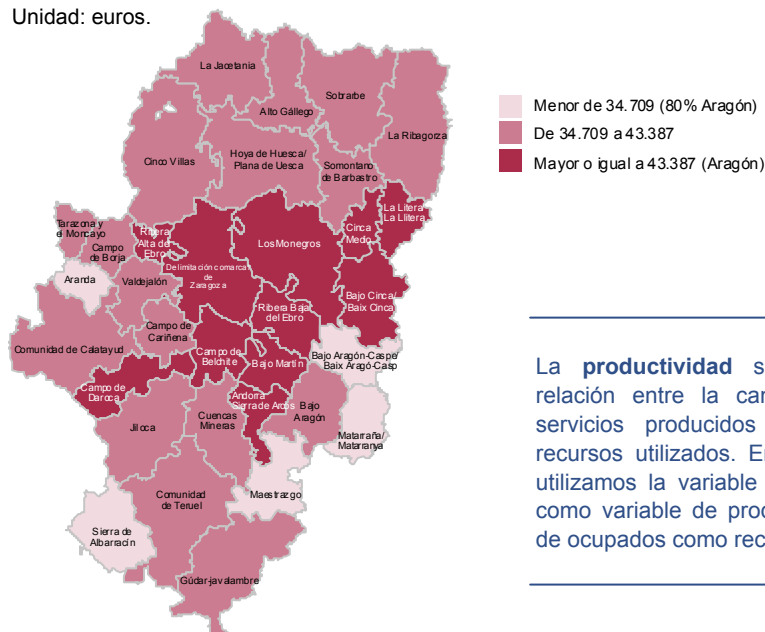 Unidad: euros.
La Jacetania
Sobrarbe
Alto Gállego
La Ribagorza
Cinco Villas
Hoya de Huesca/
Plana de Uesca
Somontano
de Barbastro
Menor de 34.709 (80% Aragón)
De 34.709 a 43.387
Mayor o igual a 43.387 (Aragón)
La Litera
La Llitera
Tarazona y
el Moncayo
Ribera
Alta de
Ebro
Los Monegros
Cinca
Medo
Campo
de Borja
Delimitación comarcal
de
Zaragoza
Aranda
Valdejalón
Bajo Cinca/
Baix Cinca
Ribera Baja
del Ebro
Campo de
Cariñena
Comunidad de Calatayud
Campo de
Belchite
Bajo Martín
Bajo Aragón-Caspe/
Baix Aragó-Casp
Campo de
Daroca
Andorra
Sierra de Arcos
Bajo
Aragón
Jiloca
Cuencas
Mineras
Matarraña/
Matarranya
Maestrazgo
Comunidad
de Teruel
Sierra de
Albarracín
Gúdar-javalambre
La productividad s
relación entre la car
servicios producidos
recursos utilizados. E
utilizamos la variable
como variable de proc
de ocupados como rec